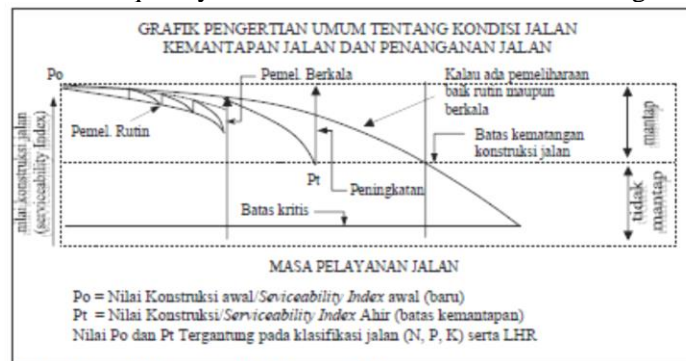 GRAFIK PENGERTIAN UMUM TENTANG KONDISI JALAN
KEMANTAPAN JALAN DAN PENANGANAN JALAN
Po
Pemel. Berkala
Kalau ada pemeliharaan
baik rutin maupun
berkala
mantap
nilai konstruksi jalan
(serviceability Index)
Pemel. Rutin
Batas kematangan
konstruksi jalan
Pt
Peningkatan
Batas kritis
tidak
mantap
MASA PELAYANAN JALAN
Po = Nilai Konstruksi awal/Seviceability Index awal (baru)
Pt = Nilai Konstruksi/Serviceability Index Ahir (batas kemantapan)
Nilai Po dan Pt Tergantung pada klasifikasi jalan (N, P, K) serta LHR